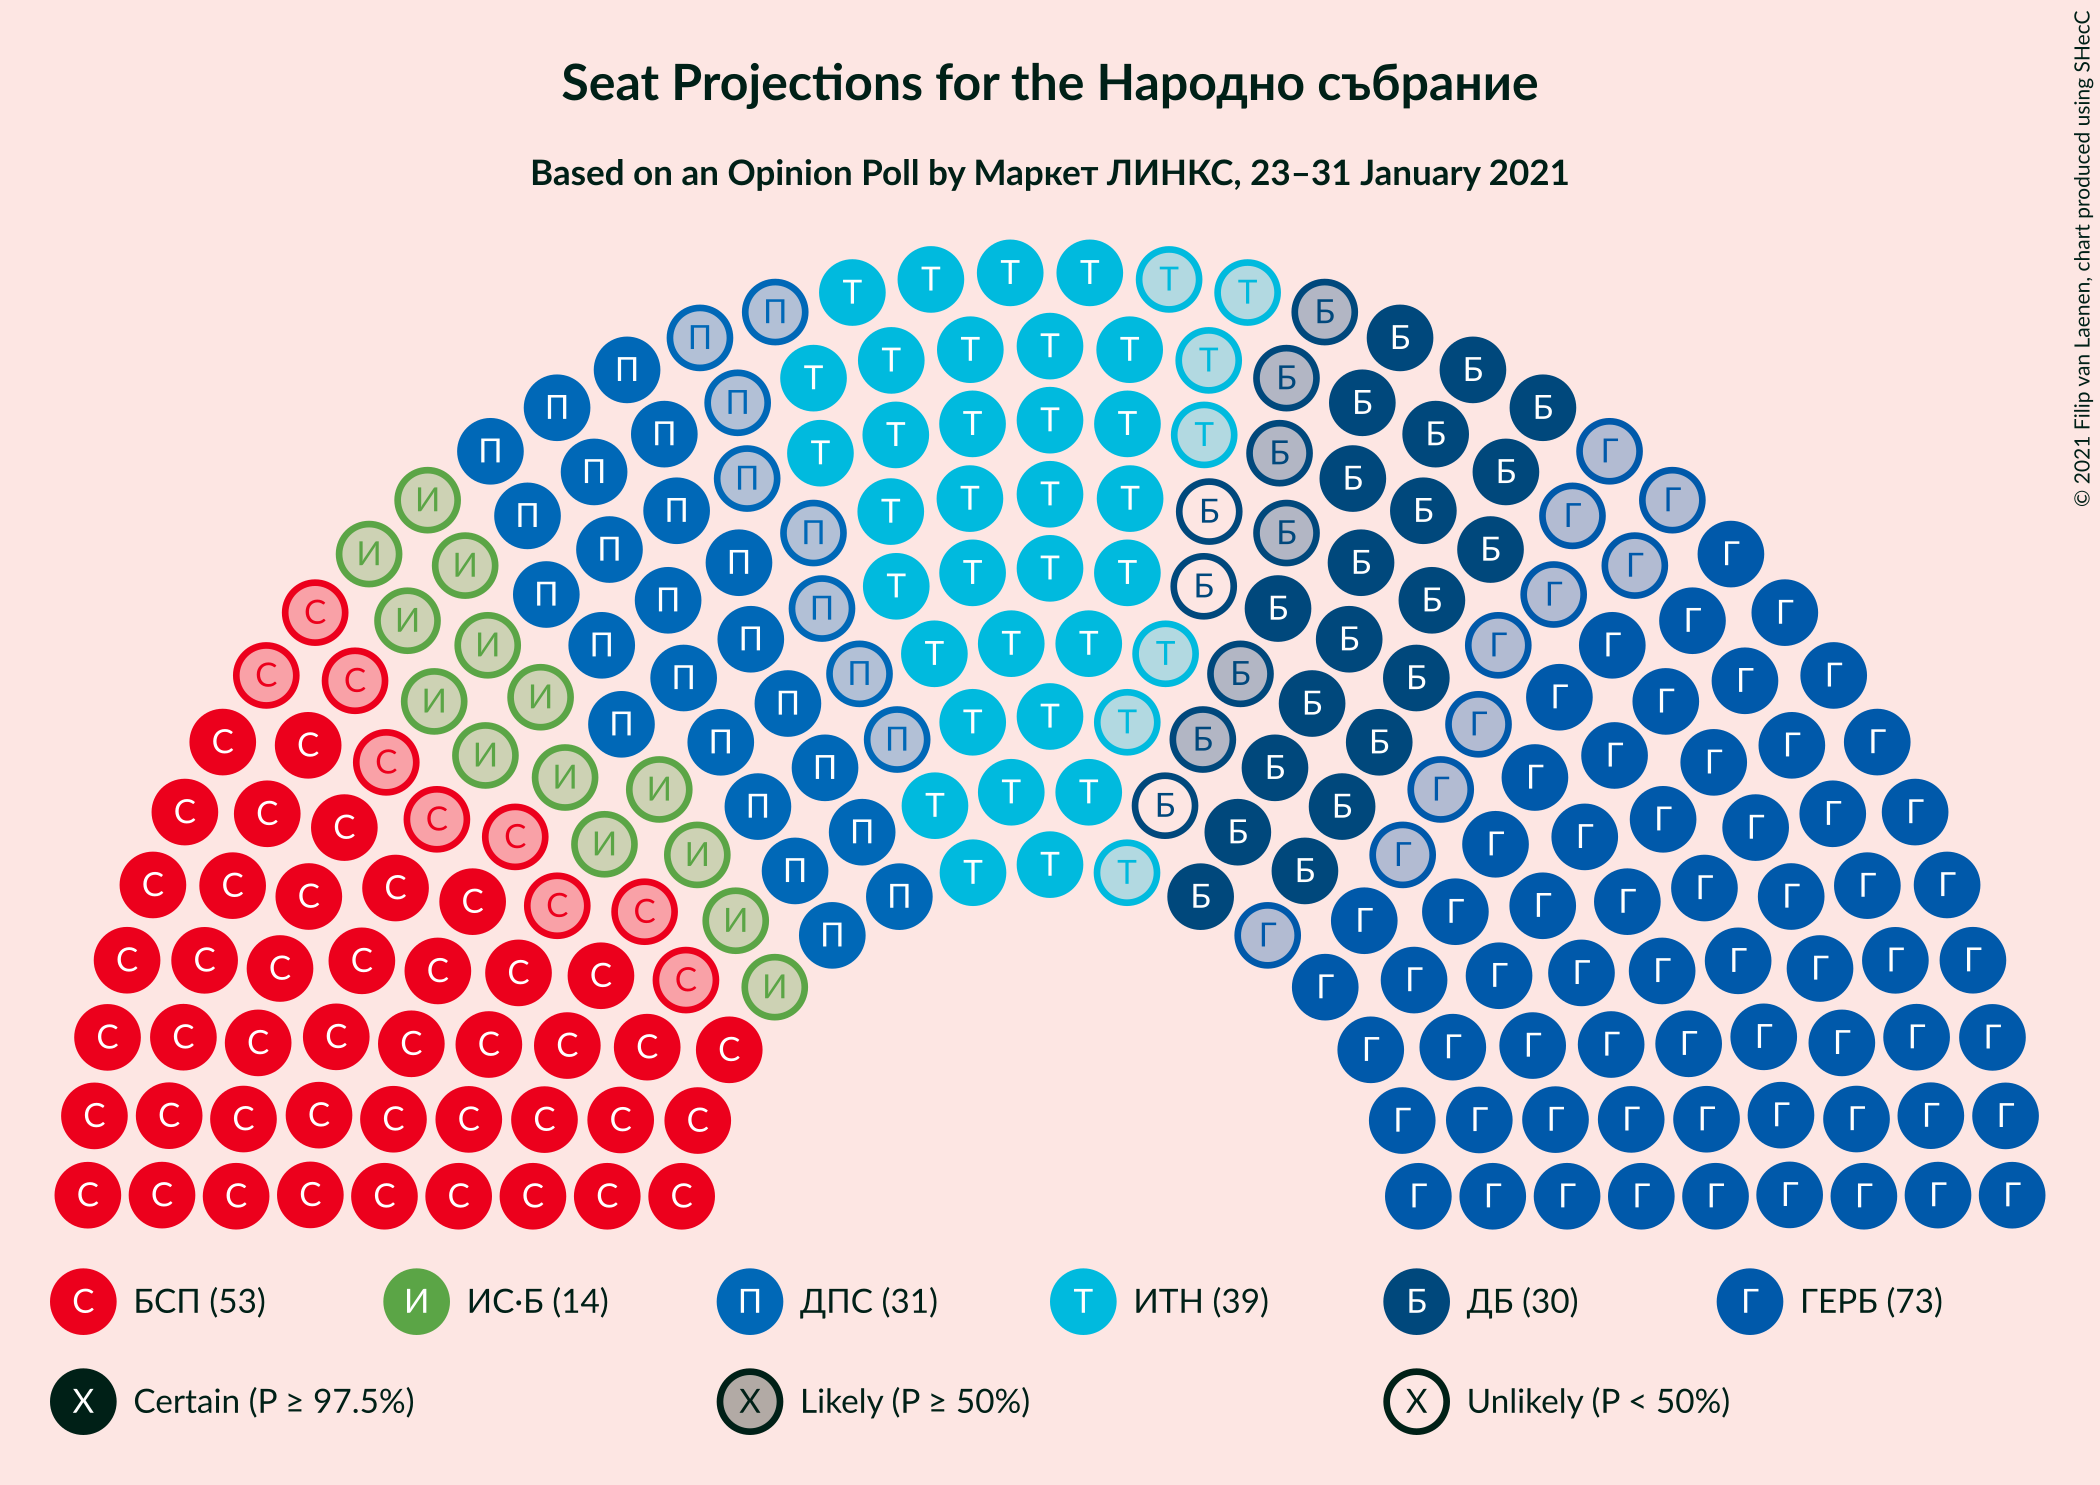 Seat Projections for the Народно събрание
Based on an Opinion Poll by Маркет ЛИНКС, 23–31 January 2021
© 2021 Filip van Laenen, chart produced using SHecC
С БСП (53) И ИС·Б (14) П ДПС (31) Т ИТН (39) Б ДБ (30) Г ГЕРБ (73)
X Certain (P ≥ 97.5%) X Likely (P ≥ 50%) X Unlikely (P < 50%)